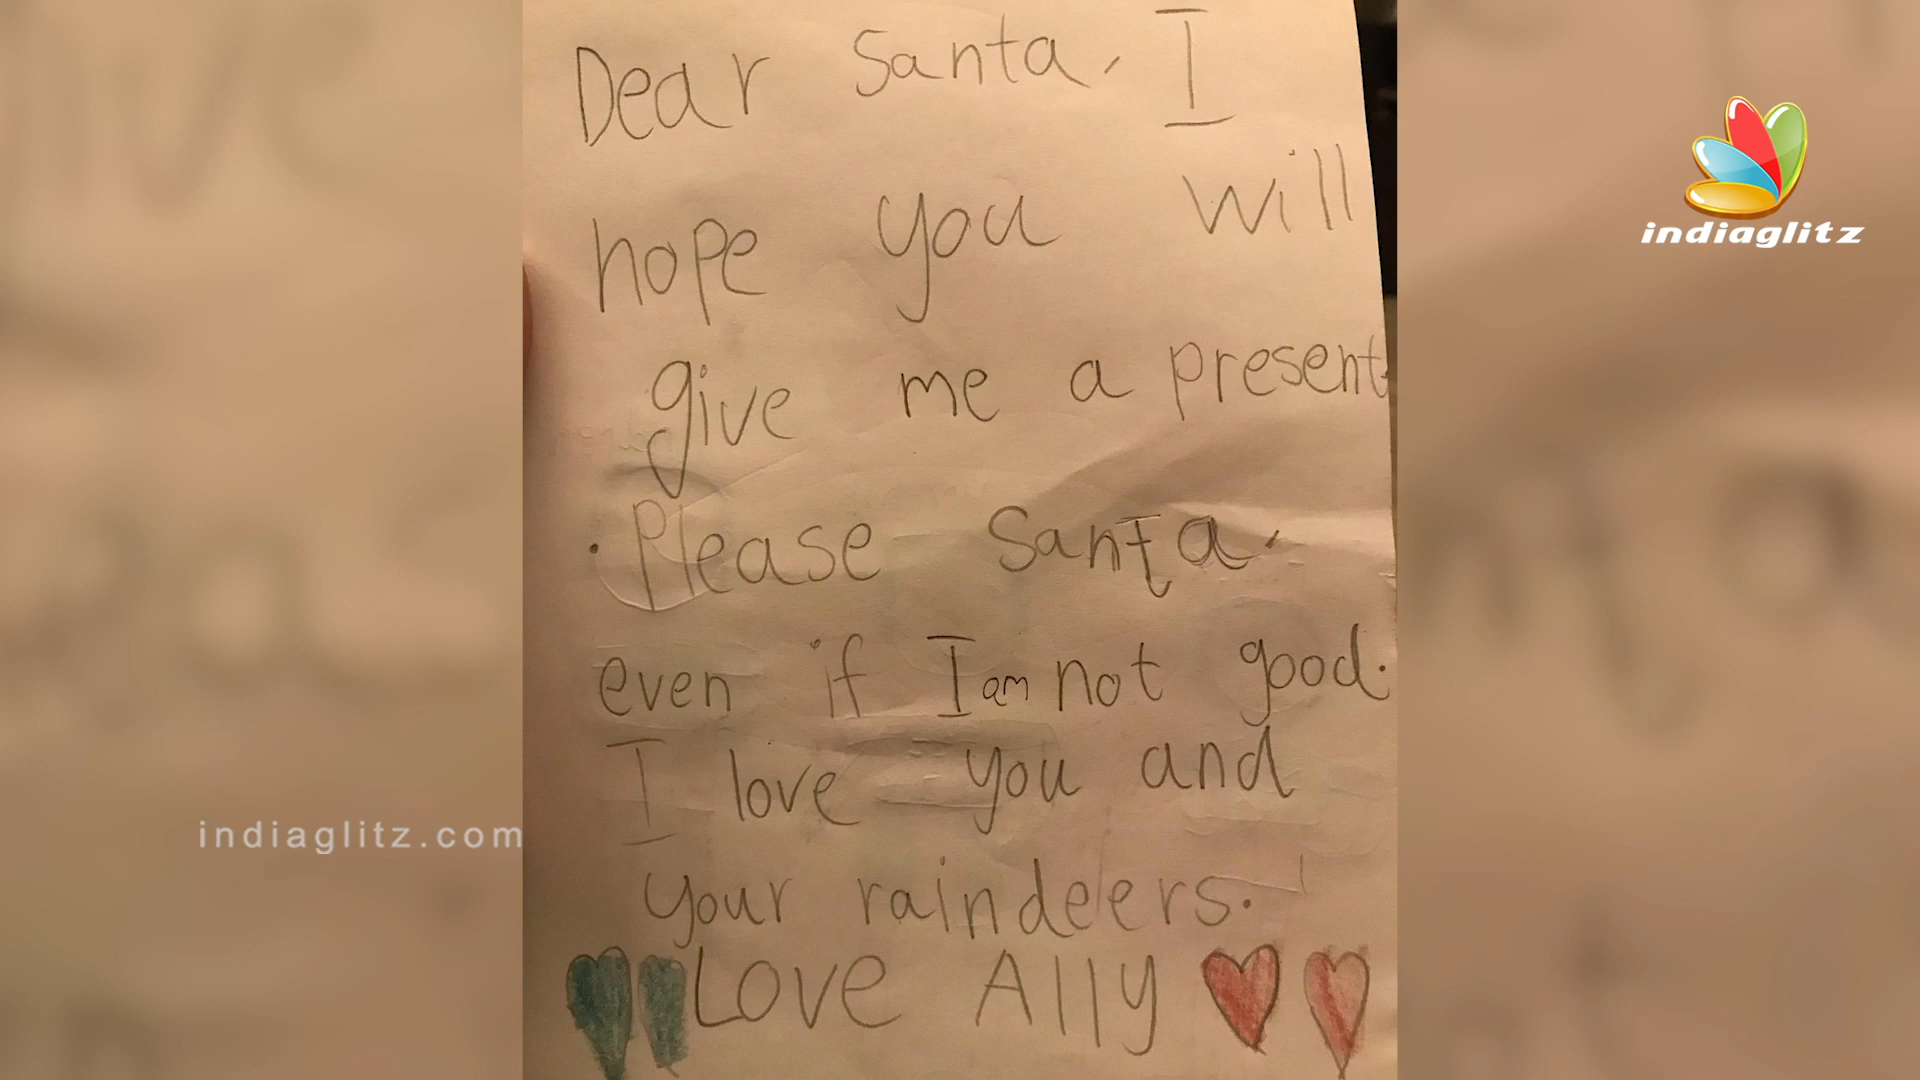 Dear Santa, I
hope you will
give me a present
. Please Santa,
even if I am not good.
I love you and
your raindeers.
Love Ally
indiaglitz
indiaglitz.com